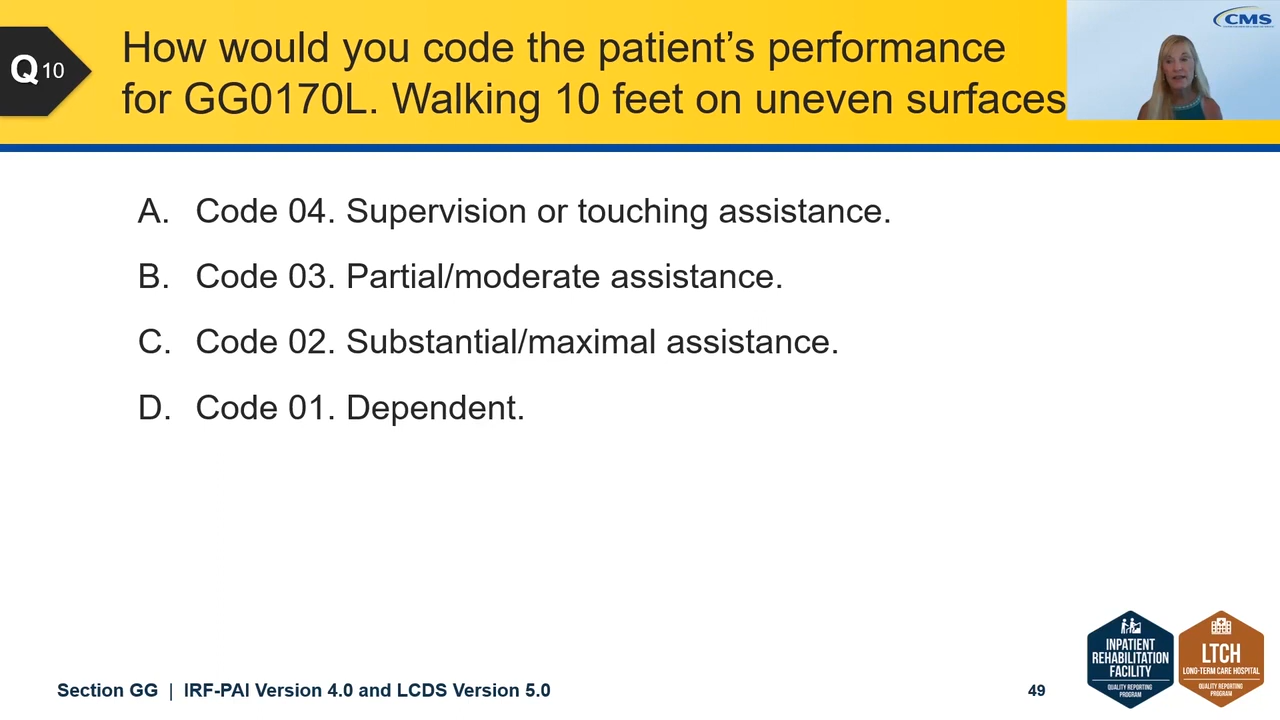 Q10
How would you code the patient’s performance
for GG0170L. Walking 10 feet on uneven surfaces
CMS
A. Code 04. Supervision or touching assistance.
B. Code 03. Partial/moderate assistance.
C. Code 02. Substantial/maximal assistance.
D. Code 01. Dependent.
Section GG | IRF-PAI Version 4.0 and LCDS Version 5.0
49
INPATIENT
REHABILITATION
FACILITY
QUALITY REPORTING
PROGRAM
LTCH
LONG-TERM CARE HOSPITAL
QUALITY REPORTING
PROGRAM